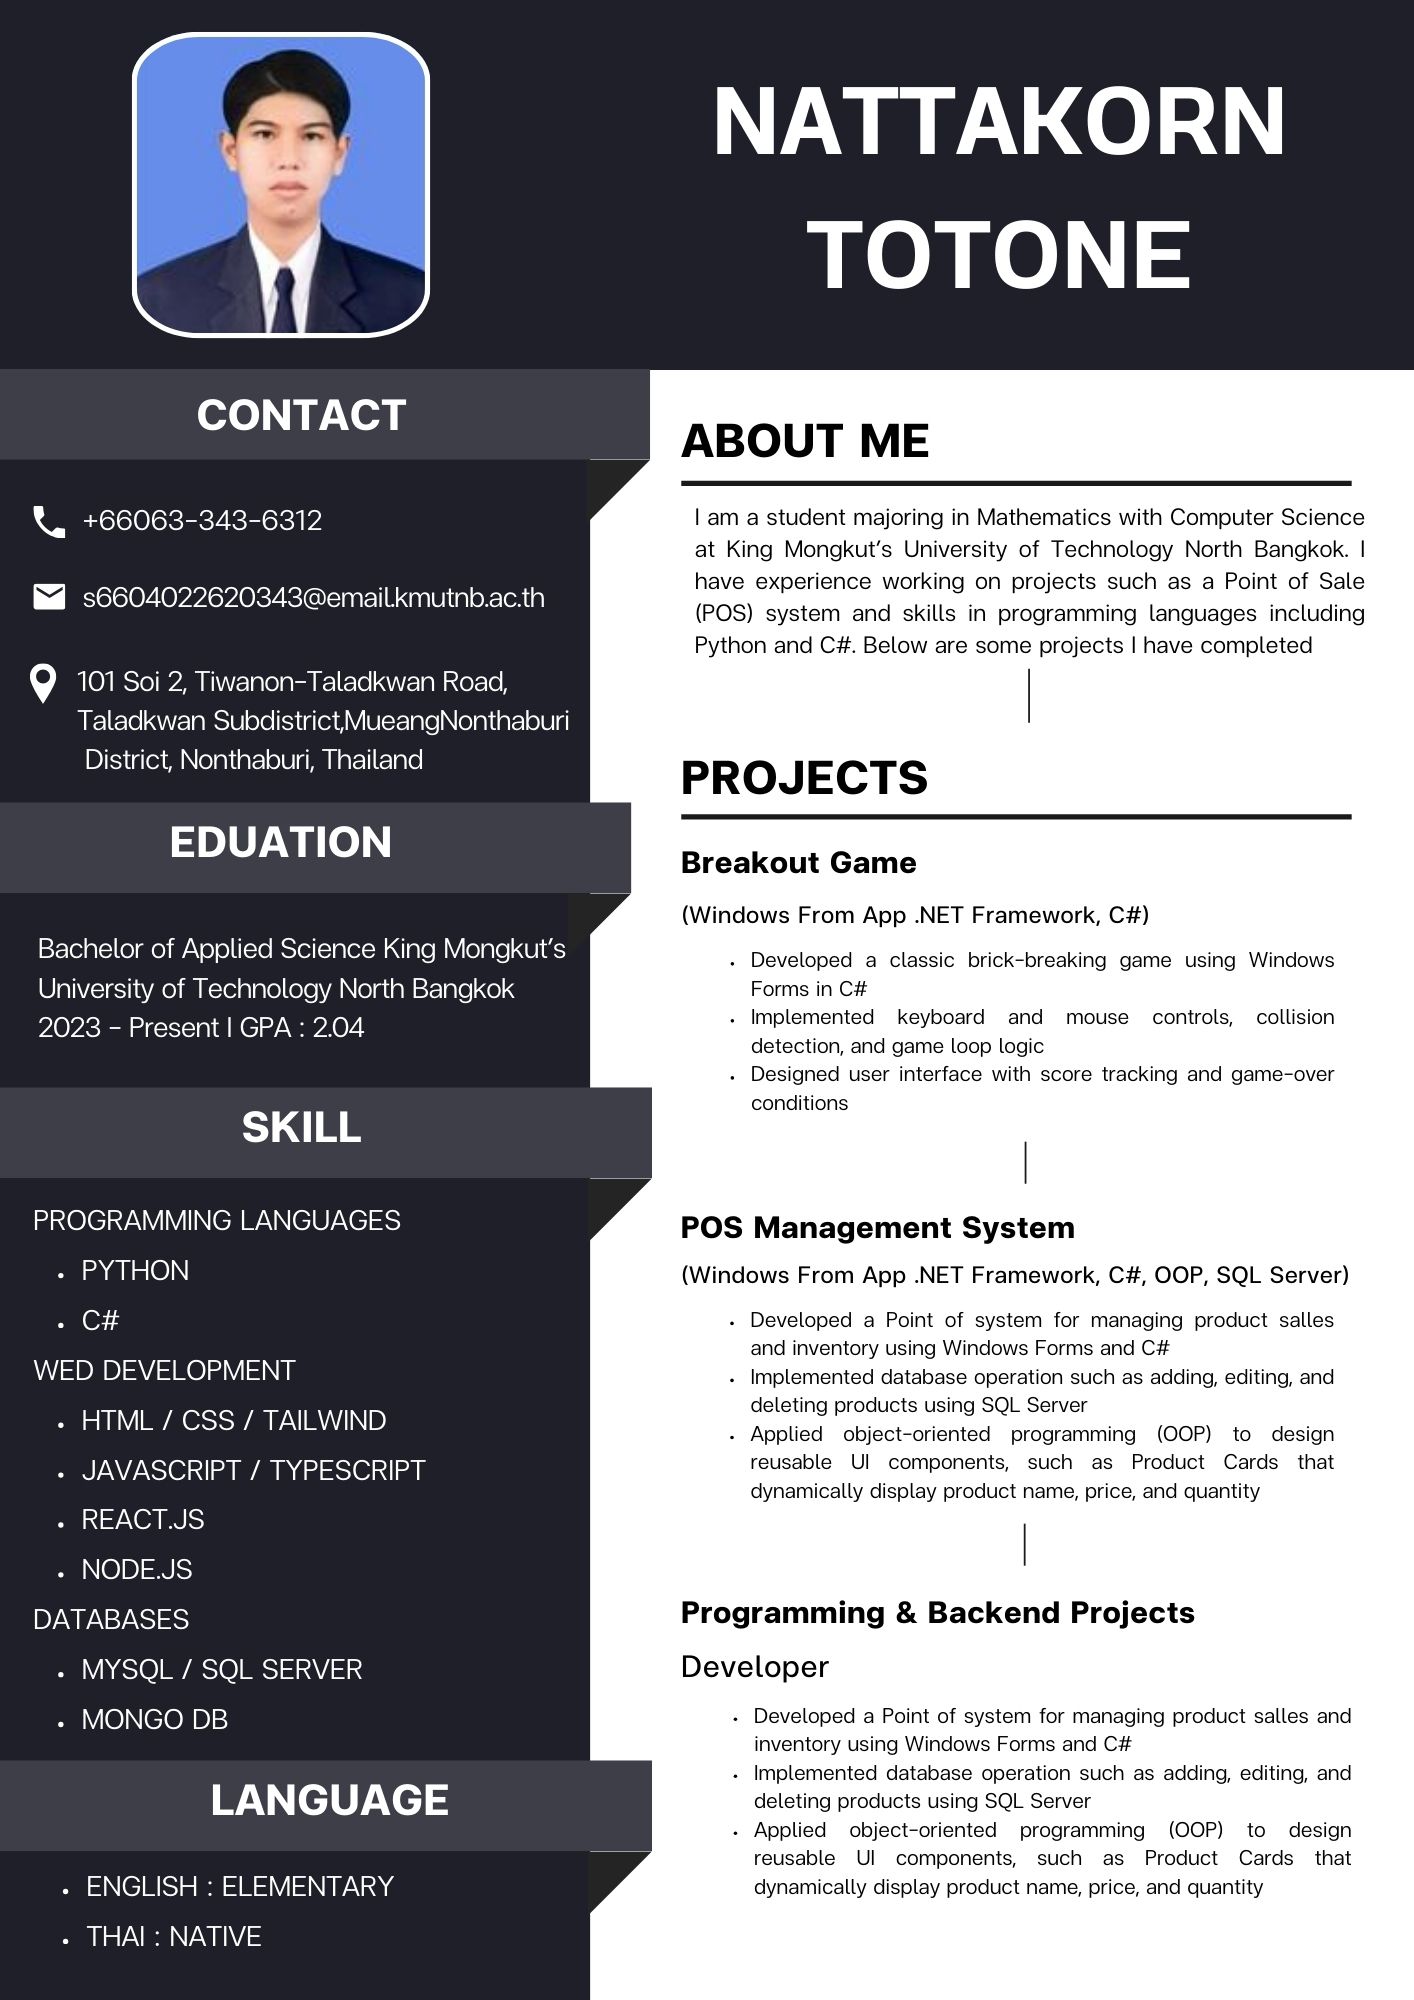 NATTAKORN
TOTONE
CONTACT
+66063-343-6312
s6604022620343@email.kmutnb.ac.th
101 Soi 2, Tiwanon-Taladkwan Road,
Taladkwan Subdistrict,MueangNonthaburi
District, Nonthaburi, Thailand
EDUATION
Bachelor of Applied Science King Mongkut's
University of Technology North Bangkok
2023 - Present I GPA : 2.04
SKILL
PROGRAMMING LANGUAGES
• PYTHON
• C#
WED DEVELOPMENT
• HTML / CSS / TAILWIND
• JAVASCRIPT / TYPESCRIPT
• REACT.JS
• NODE.JS
DATABASES
• MYSQL / SQL SERVER
• MONGO DB
LANGUAGE
• ENGLISH : ELEMENTARY
• THAI : NATIVE
ABOUT ME
I am a student majoring in Mathematics with Computer Science
at King Mongkut's University of Technology North Bangkok. I
have experience working on projects such as a Point of Sale
(POS) system and skills in programming languages including
Python and C#. Below are some projects I have completed
PROJECTS
Breakout Game
(Windows From App .NET Framework, C#)
• Developed a classic brick-breaking game using Windows
Forms in C#
• Implemented keyboard and mouse controls, collision
detection, and game loop logic
• Designed user interface with score tracking and game-over
conditions
POS Management System
(Windows From App .NET Framework, C#, OOP, SQL Server)
• Developed a Point of system for managing product salles
and inventory using Windows Forms and C#
• Implemented database operation such as adding, editing, and
deleting products using SQL Server
• Applied object-oriented programming (OOP) to design
reusable UI components, such as Product Cards that
dynamically display product name, price, and quantity
Programming & Backend Projects
Developer
• Developed a Point of system for managing product salles and
inventory using Windows Forms and C#
• Implemented database operation such as adding, editing, and
deleting products using SQL Server
• Applied object-oriented programming (OOP) to design
reusable UI components, such as Product Cards that
dynamically display product name, price, and quantity